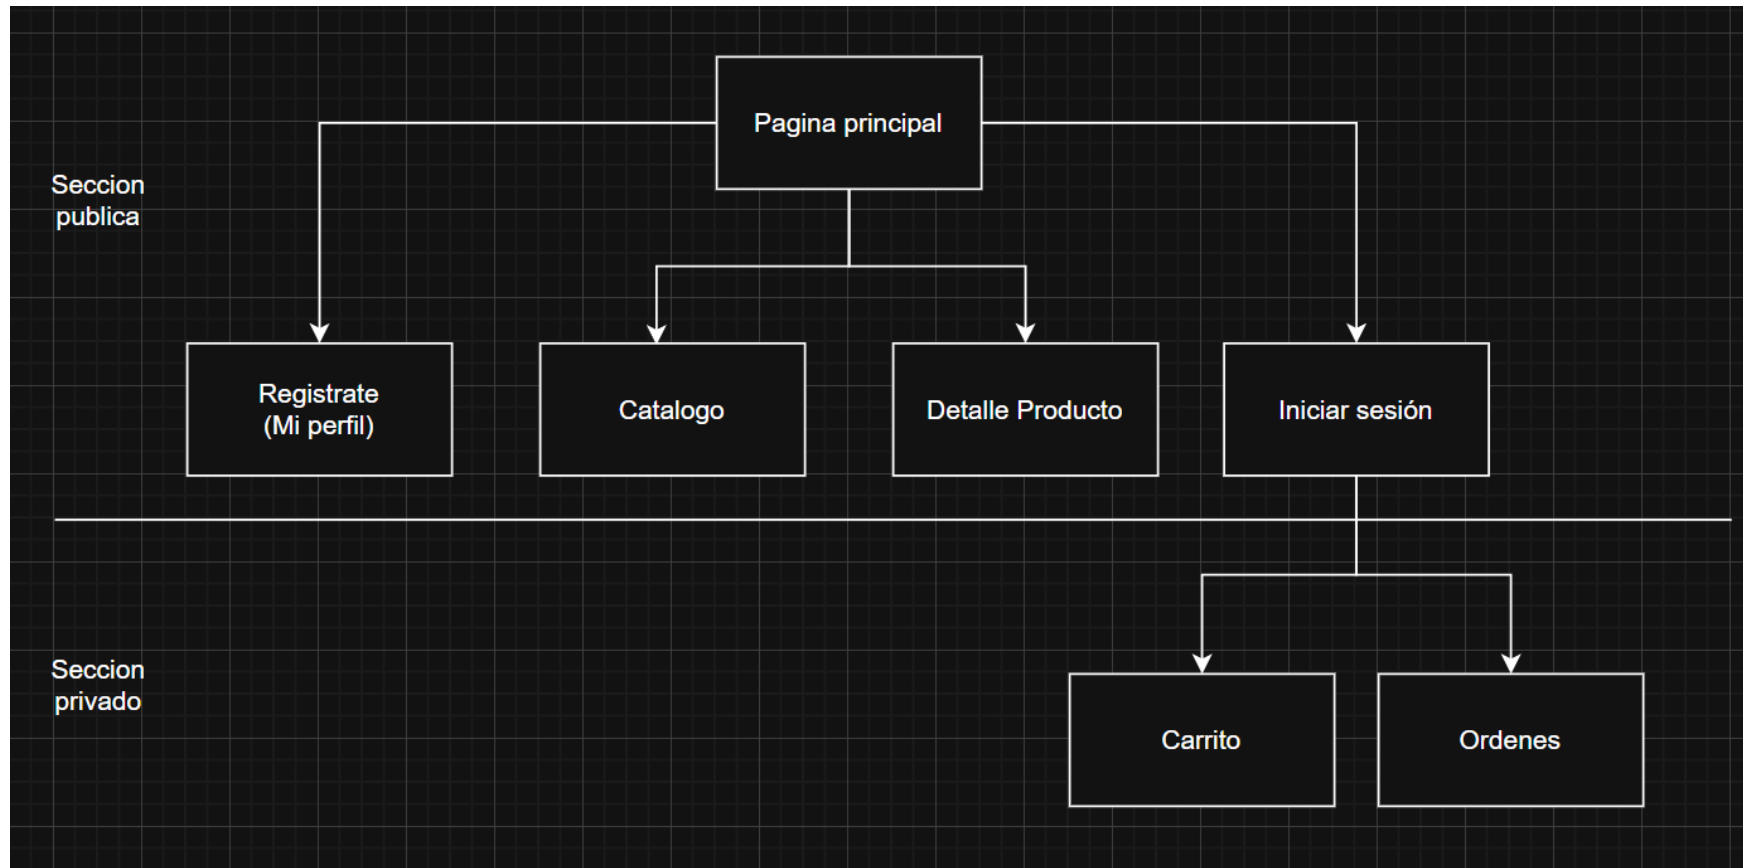 Pagina principal
Seccion
publica
Registrate
(Mi perfil)
Catalogo
Detalle Producto
Iniciar sesión
Seccion
privado
Carrito
Ordenes